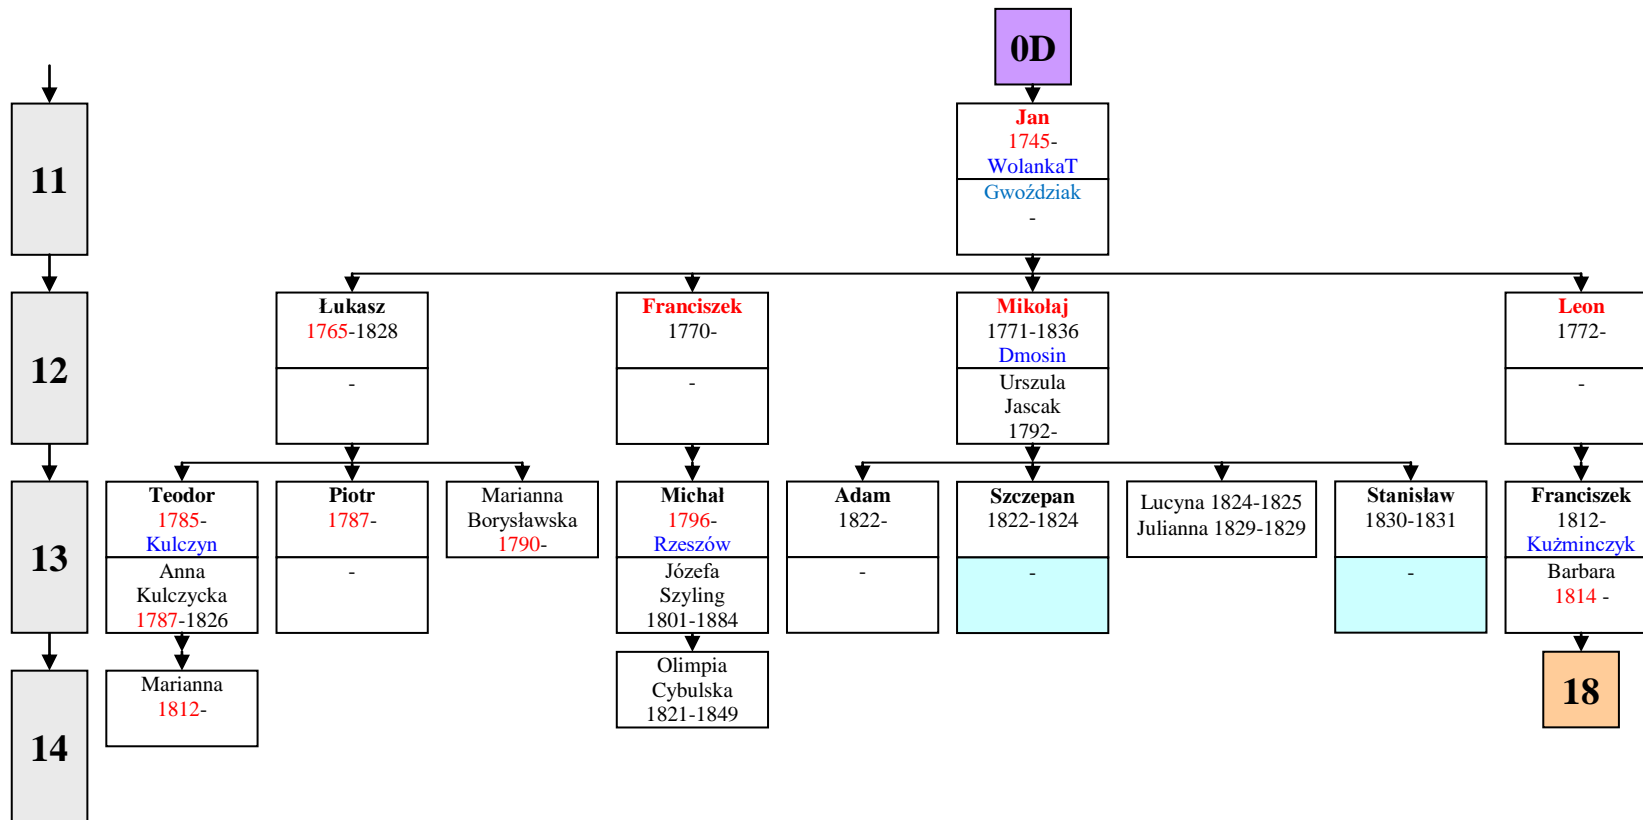 0D
11
Jan
1745-
WolankaT
Gwoździak
-
12
Łukasz
1765-1828
-
Franciszek
1770-
-
Mikołaj
1771-1836
Dmosin
Urszula
Jascak
1792-
Leon
1772-
-
13
Teodor
1785-
Kulczyn
Anna
Kulczycka
1787-1826
Piotr
1787-
-
Marianna
Borysławska
1790-
Michał
1796-
Rzeszów
Józefa
Szyling
1801-1884
Adam
1822-
-
Szczepan
1822-1824
-
Lucyna 1824-1825
Julianna 1829-1829
Stanisław
1830-1831
-
Franciszek
1812-
Kużminczyk
Barbara
1814 -
14
Marianna
1812-
Olimpia
Cybulska
1821-1849
18